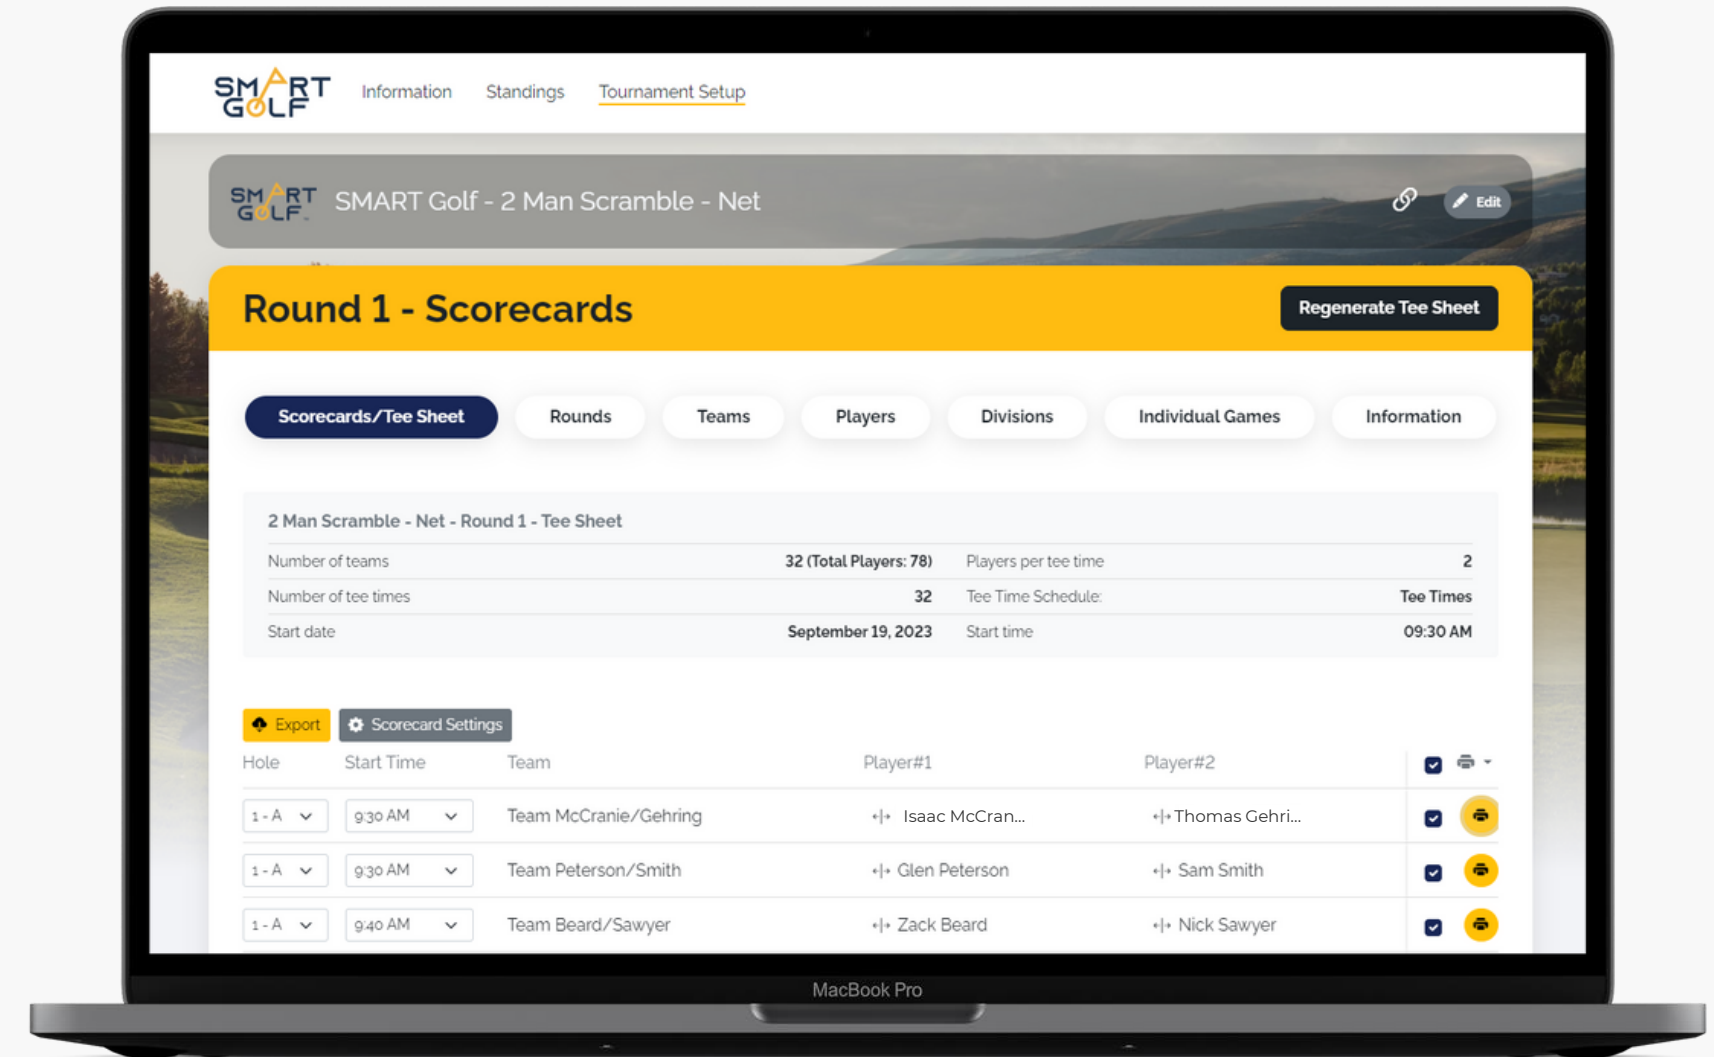 SMART GOLF Information Standings Tournament Setup
SMART GOLF SMART Golf - 2 Man Scramble - Net Edit
Round 1 - Scorecards Regenerate Tee Sheet
Scorecards/Tee Sheet Rounds Teams Players Divisions Individual Games Information
2 Man Scramble - Net - Round 1 - Tee Sheet
Number of teams 32 (Total Players: 78) Players per tee time 2
Number of tee times 32 Tee Time Schedule: Tee Times
Start date September 19, 2023 Start time 09:30 AM
Export Scorecard Settings
Hole Start Time Team Player#1 Player#2
1 - A 9:30 AM Team McCranie/Gehring Isaac McCran... Thomas Gehri...
1 - A 9:30 AM Team Peterson/Smith Glen Peterson Sam Smith
1 - A 9:40 AM Team Beard/Sawyer Zack Beard Nick Sawyer
MacBook Pro